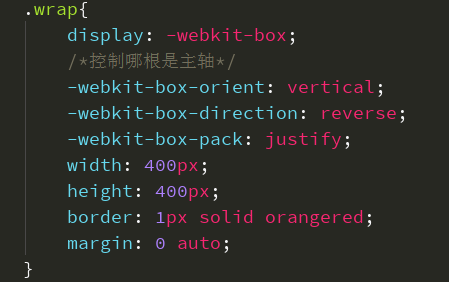 .wrap{
display: -webkit-box;
/*控制哪根是主轴*/
-webkit-box-orient: vertical;
-webkit-box-direction: reverse;
-webkit-box-pack: justify;
width: 400px;
height: 400px;
border: 1px solid orangered;
margin: 0 auto;
}